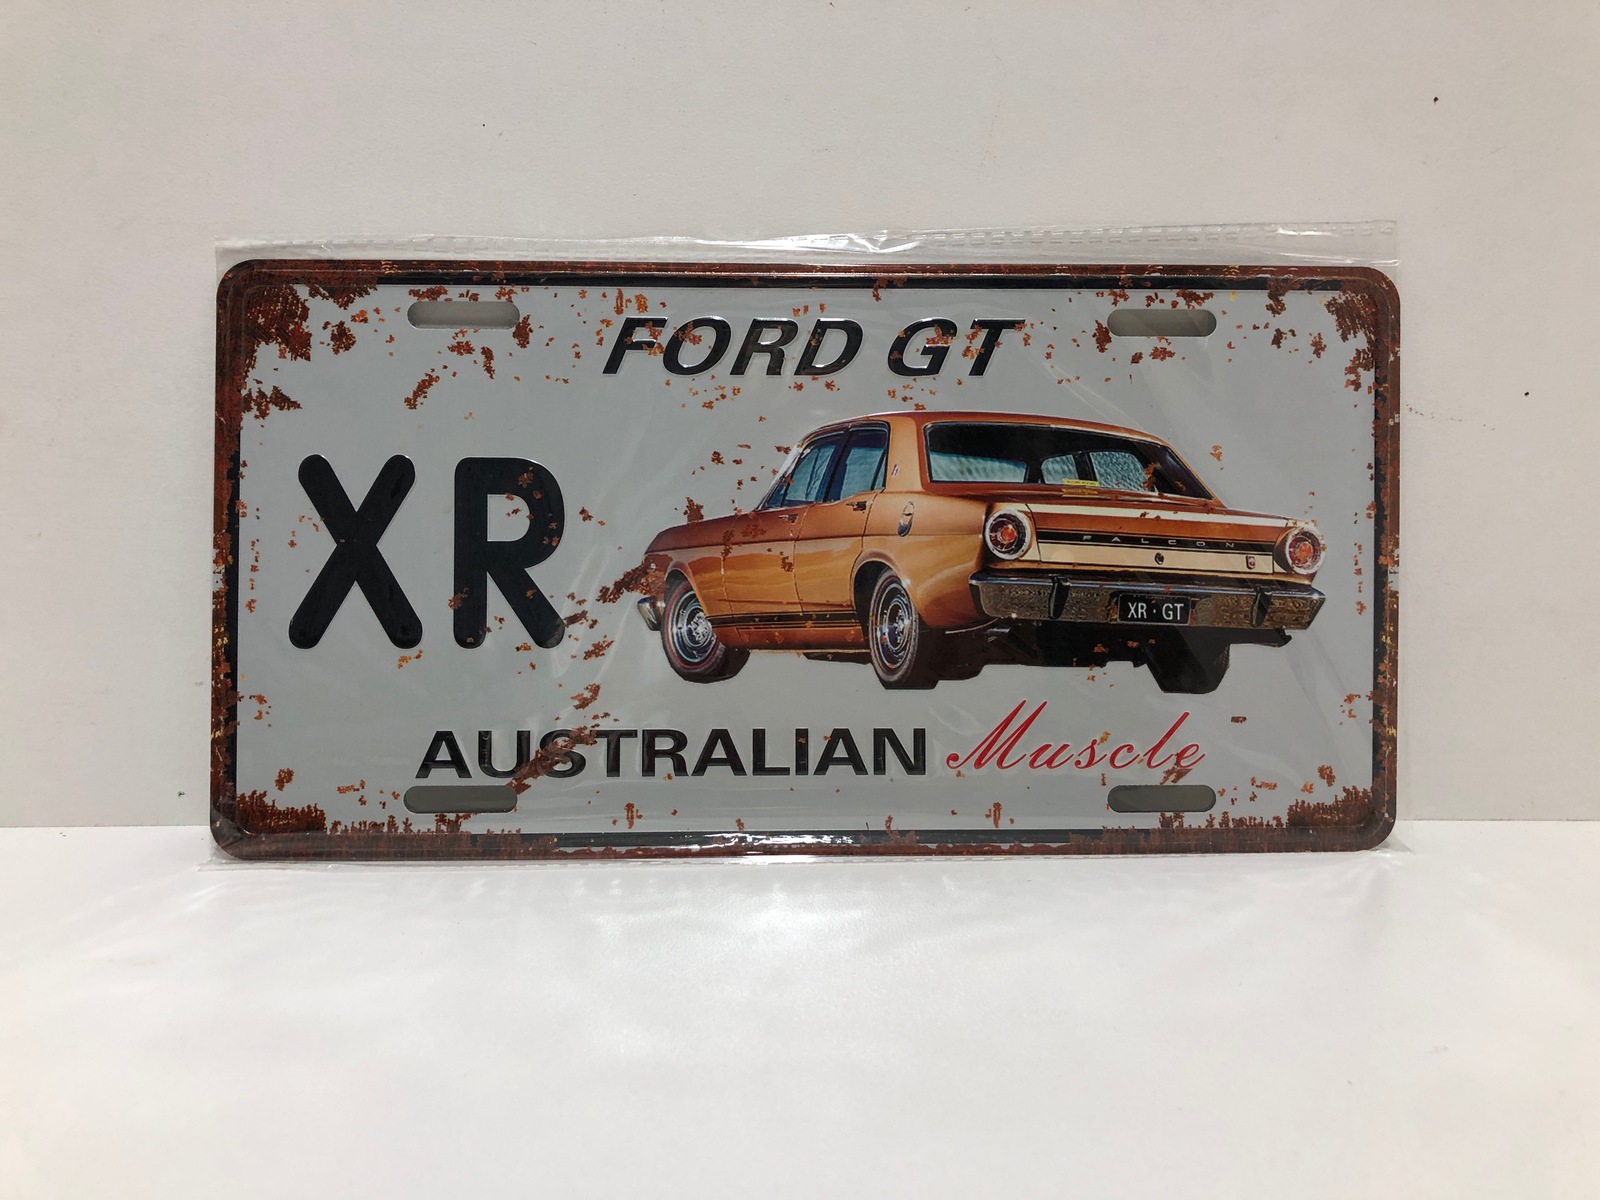 FORD GT
XR
FALCON
XR·GT
AUSTRALIAN Muscle